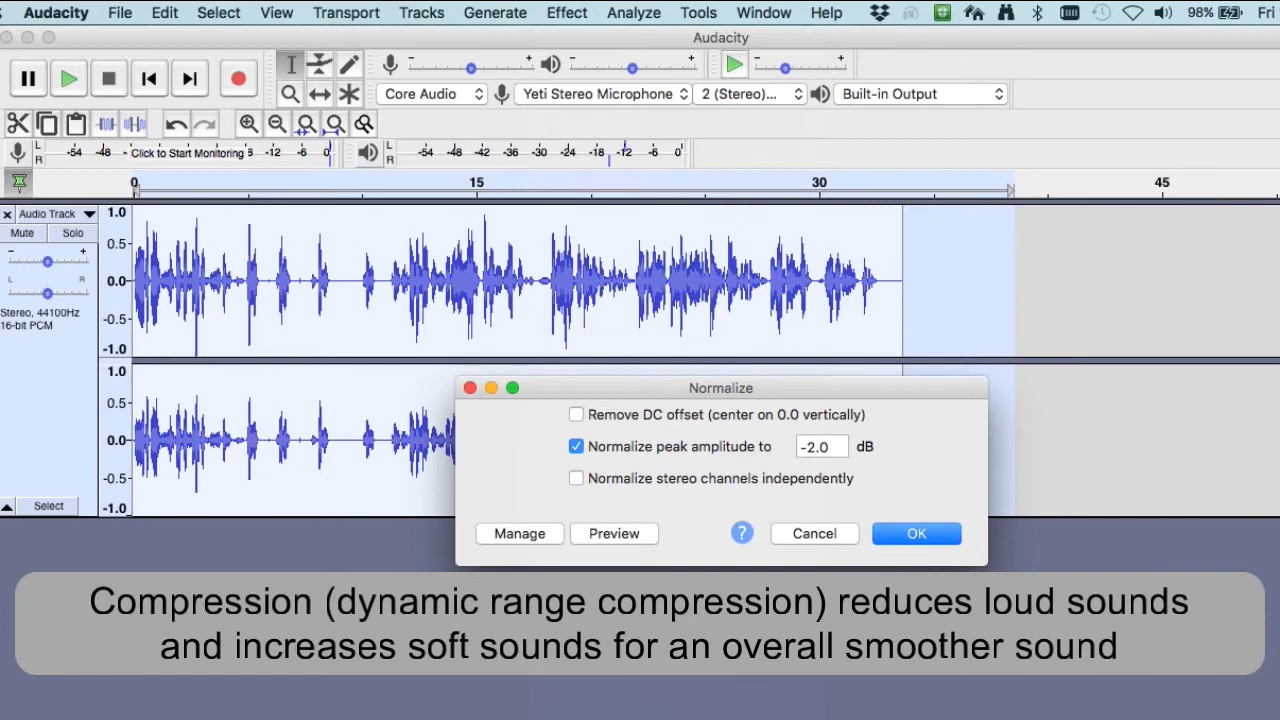 Audacity File Edit Select View Transport Tracks Generate Effect Analyze Tools Window Help 98% Fri
Audacity
Core Audio Yeti Stereo Microphone 2 (Stereo)... Built-in Output
L R -54 -48 Click to Start Monitoring -12 -6 0 L R -54 -48 -42 -36 -30 -24 -18 -12 -6 0
0 15 30 45
Audio Track 1.0
Mute Solo 0.5
- +
L R 0.0
Stereo, 44100Hz -0.5
16-bit PCM
-1.0
1.0
0.5
0.0
-0.5
Select -1.0
Normalize
Remove DC offset (center on 0.0 vertically)
Normalize peak amplitude to -2.0 dB
Normalize stereo channels independently
Manage Preview ? Cancel OK
Compression (dynamic range compression) reduces loud sounds
and increases soft sounds for an overall smoother sound